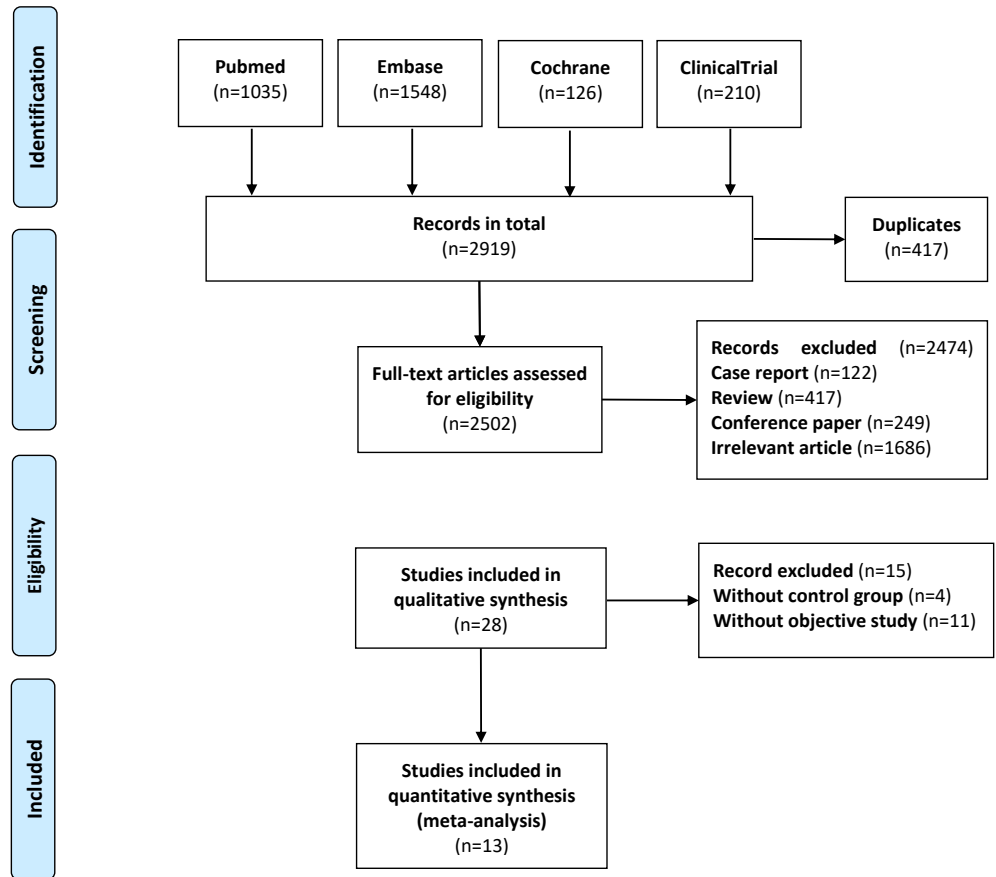 Identification
Pubmed
(n=1035)
Embase
(n=1548)
Cochrane
(n=126)
ClinicalTrial
(n=210)
Records in total
(n=2919)
Duplicates
(n=417)
Screening
Full-text articles assessed
for eligibility
(n=2502)
Records excluded (n=2474)
Case report (n=122)
Review (n=417)
Conference paper (n=249)
Irrelevant article (n=1686)
Eligibility
Studies included in
qualitative synthesis
(n=28)
Record excluded (n=15)
Without control group (n=4)
Without objective study (n=11)
Included
Studies included in
quantitative synthesis
(meta-analysis)
(n=13)